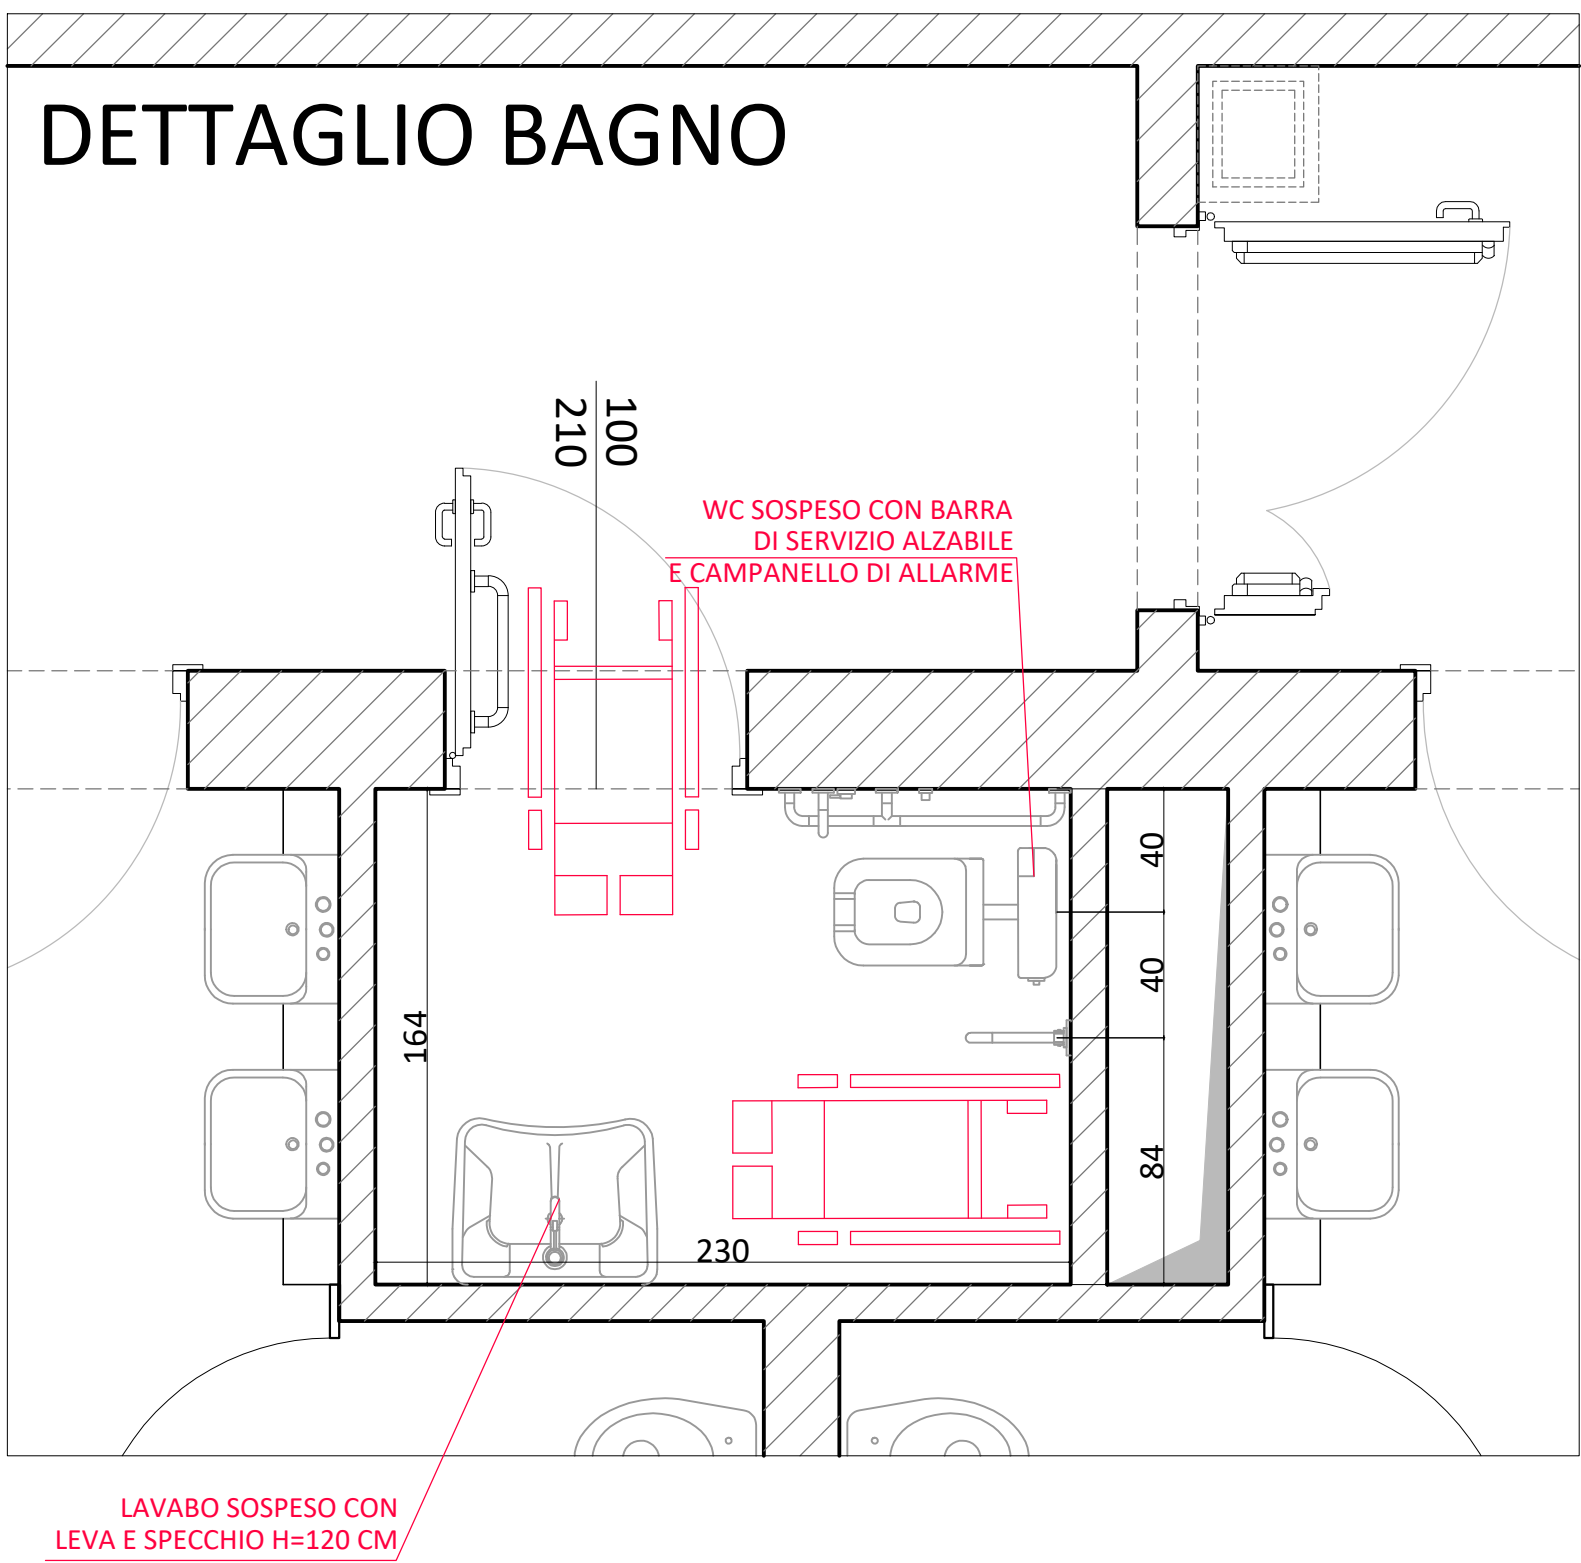 DETTAGLIO BAGNO
100
210
WC SOSPESO CON BARRA
DI SERVIZIO ALZABILE
E CAMPANELLO DI ALLARME
40
40
164
84
230
LAVABO SOSPESO CON
LEVA E SPECCHIO H=120 CM